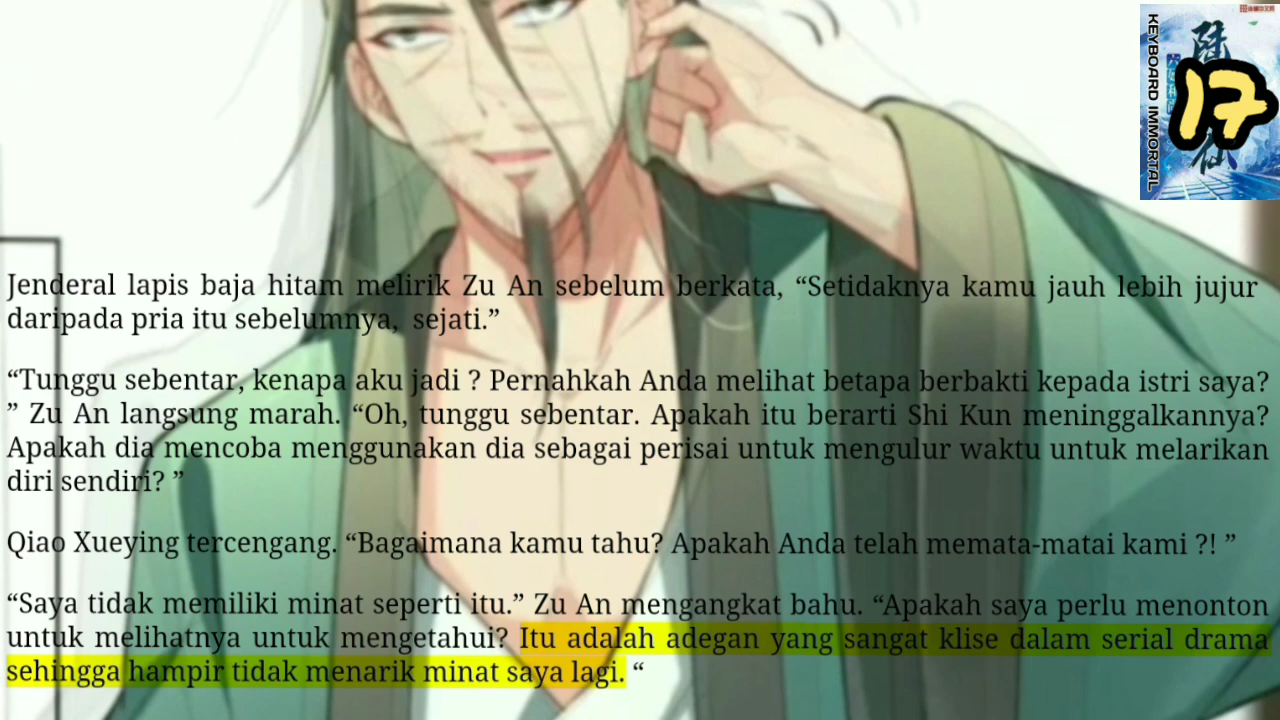 陆
仙
KEYBOARD IMMORTAL
17
Jenderal lapis baja hitam melirik Zu An sebelum berkata, “Setidaknya kamu jauh lebih jujur
daripada pria itu sebelumnya,  sejati.”
“Tunggu sebentar, kenapa aku jadi ? Pernahkah Anda melihat betapa berbakti kepada istri saya?
” Zu An langsung marah. “Oh, tunggu sebentar. Apakah itu berarti Shi Kun meninggalkannya?
Apakah dia mencoba menggunakan dia sebagai perisai untuk mengulur waktu untuk melarikan
diri sendiri? ”
Qiao Xueying tercengang. “Bagaimana kamu tahu? Apakah Anda telah memata-matai kami ?! ”
“Saya tidak memiliki minat seperti itu.” Zu An mengangkat bahu. “Apakah saya perlu menonton
untuk melihatnya untuk mengetahui? Itu adalah adegan yang sangat klise dalam serial drama
sehingga hampir tidak menarik minat saya lagi. “